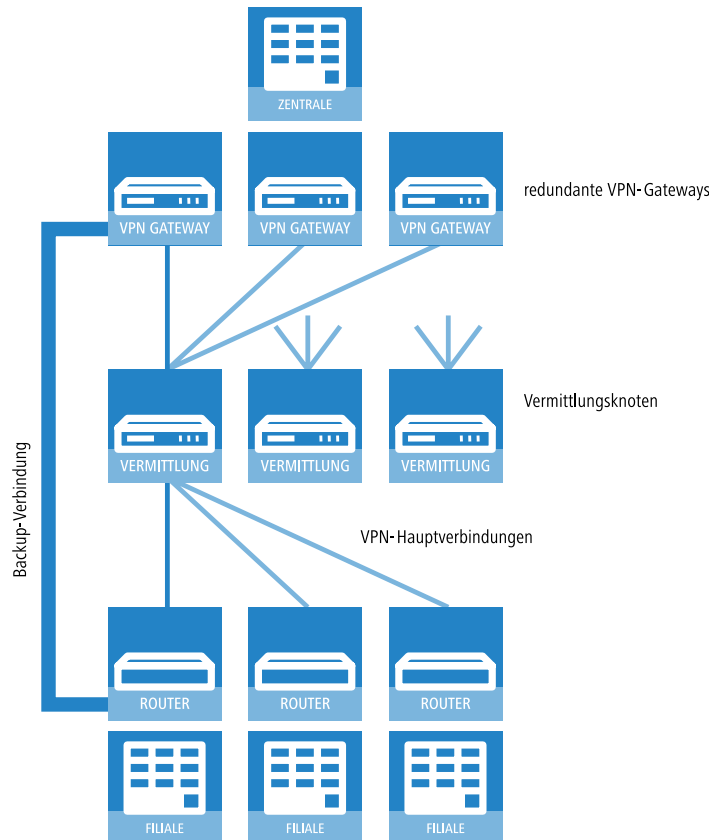 ZENTRALE
VPN GATEWAY
VPN GATEWAY
VPN GATEWAY
redundante VPN-Gateways
VERMITTLUNG
VERMITTLUNG
VERMITTLUNG
Vermittlungsknoten
Backup-Verbindung
VPN-Hauptverbindungen
ROUTER
ROUTER
ROUTER
FILIALE
FILIALE
FILIALE